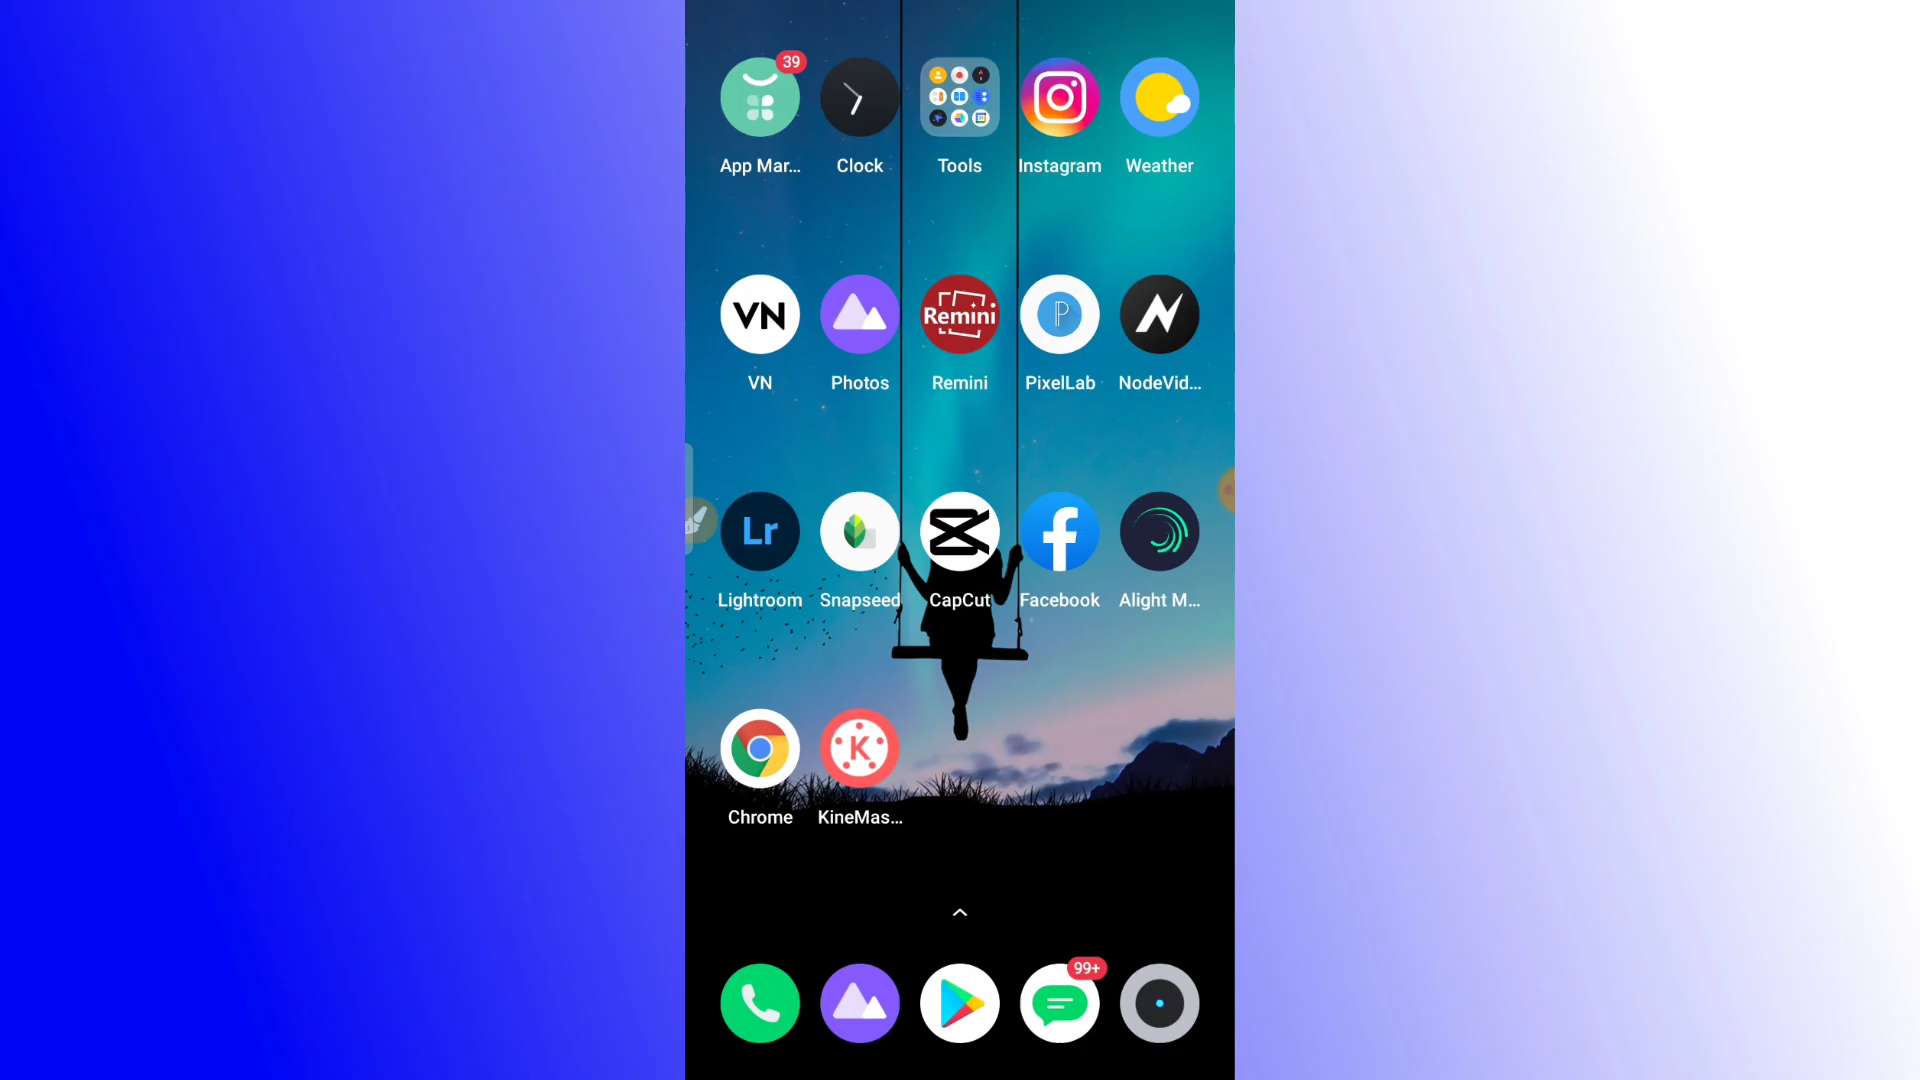 39
App Mar...
Clock
Tools
Instagram
Weather
VN
Remini
P
VN
Photos
Remini
PixelLab
NodeVid...
Lr
Lightroom
Snapseed
CapCut
Facebook
Alight M...
K
Chrome
KineMas...
99+